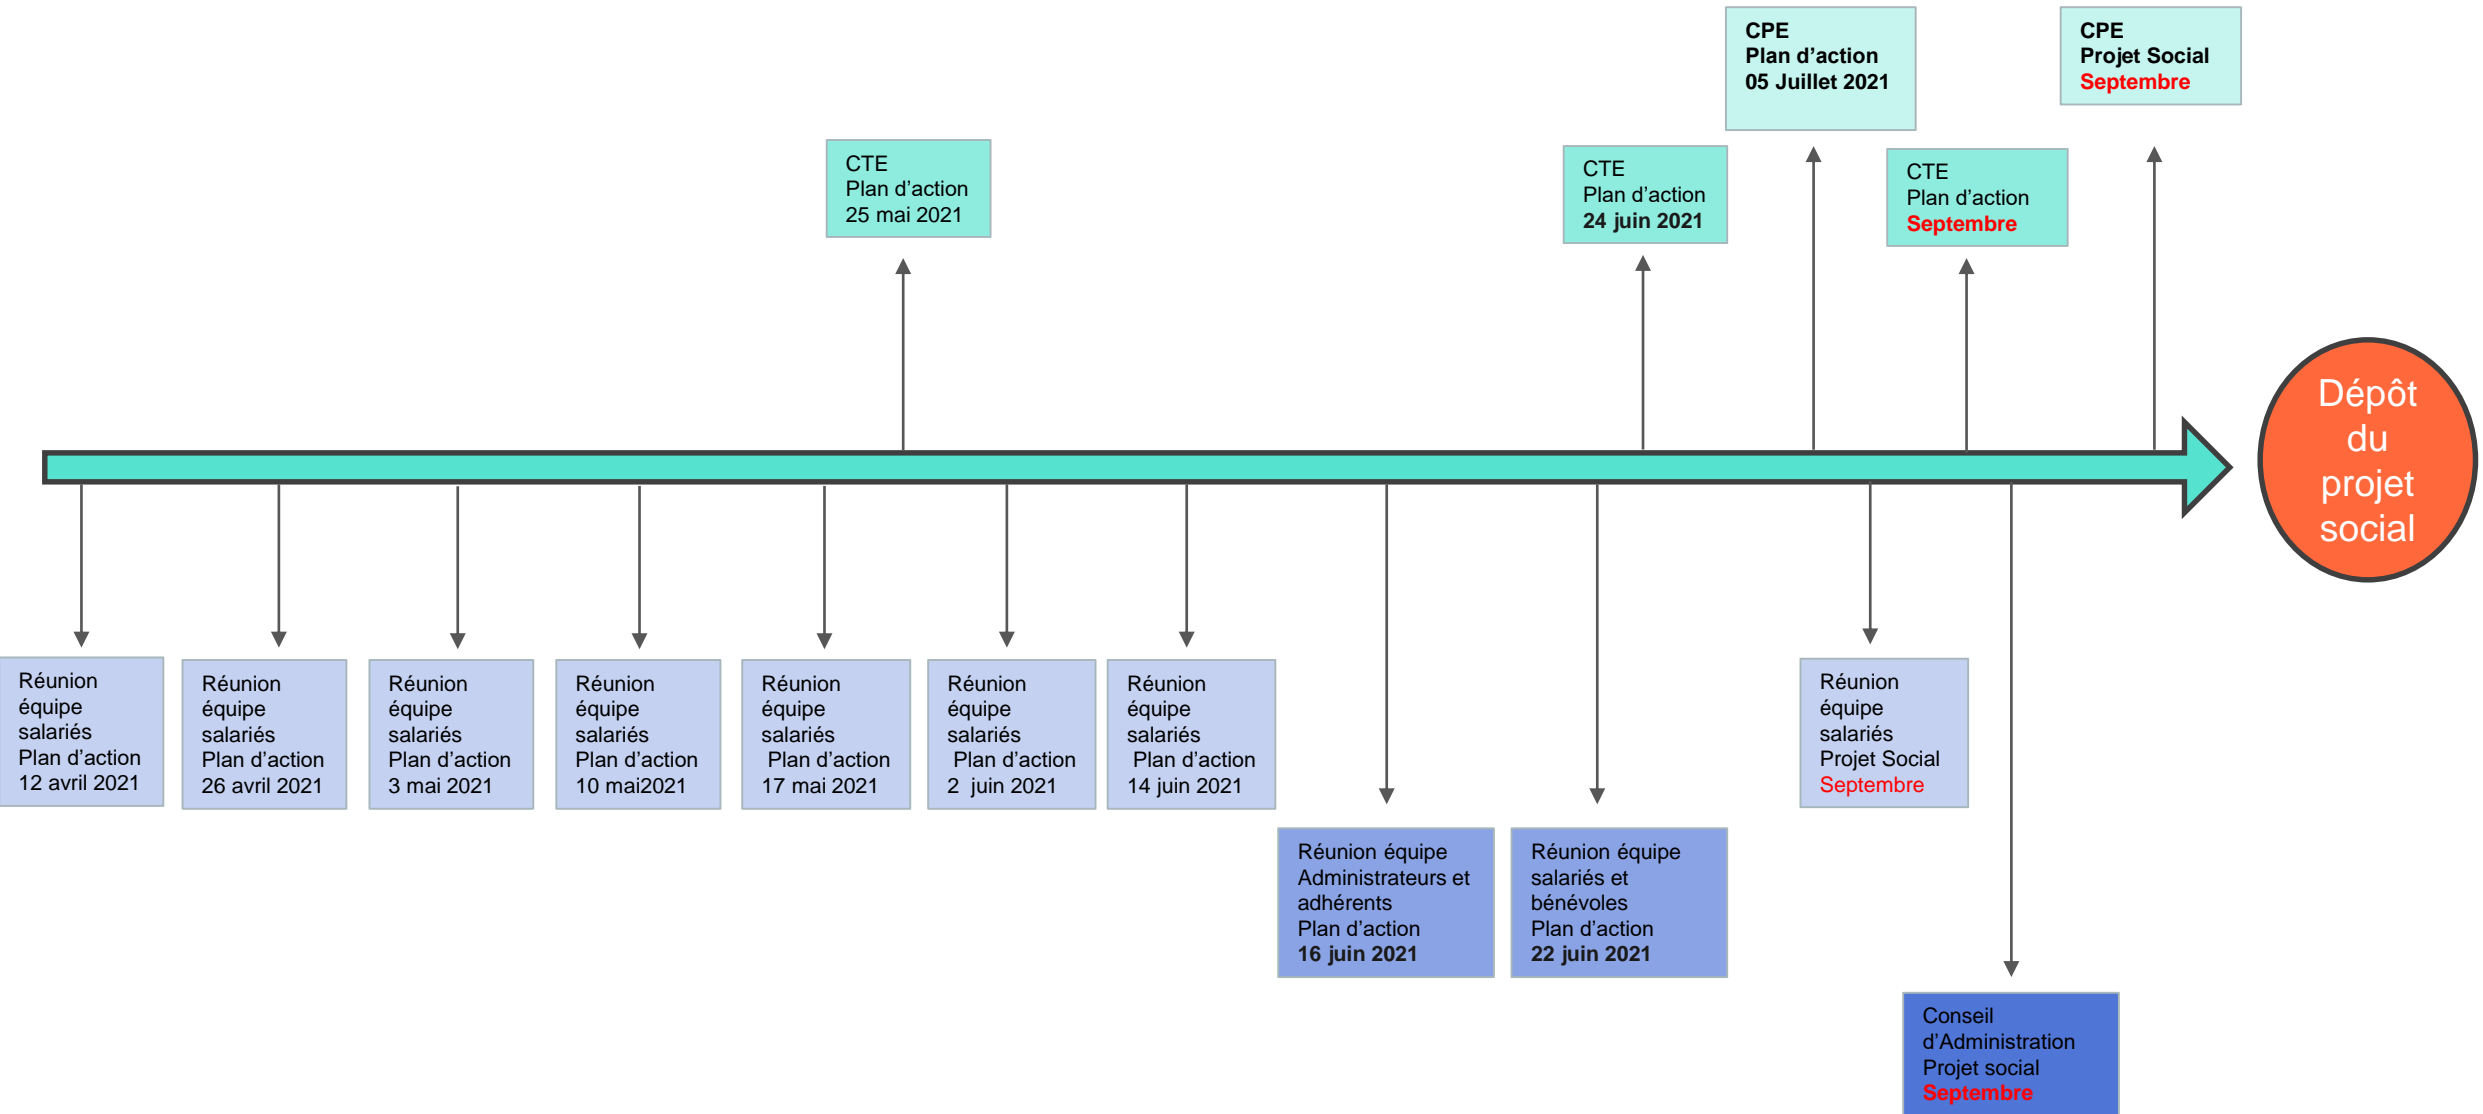 CPE
Plan d’action
05 Juillet 2021
CPE
Projet Social
Septembre
CTE
Plan d’action
25 mai 2021
CTE
Plan d’action
24 juin 2021
CTE
Plan d’action
Septembre
Dépôt
du
projet
social
Réunion
équipe
salariés
Plan d’action
12 avril 2021
Réunion
équipe
salariés
Plan d’action
26 avril 2021
Réunion
équipe
salariés
Plan d’action
3 mai 2021
Réunion
équipe
salariés
Plan d’action
10 mai2021
Réunion
équipe
salariés
Plan d’action
17 mai 2021
Réunion
équipe
salariés
Plan d’action
2  juin 2021
Réunion
équipe
salariés
Plan d’action
14 juin 2021
Réunion
équipe
salariés
Projet Social
Septembre
Réunion équipe
Administrateurs et
adhérents
Plan d’action
16 juin 2021
Réunion équipe
salariés et
bénévoles
Plan d’action
22 juin 2021
Conseil
d’Administration
Projet social
Septembre